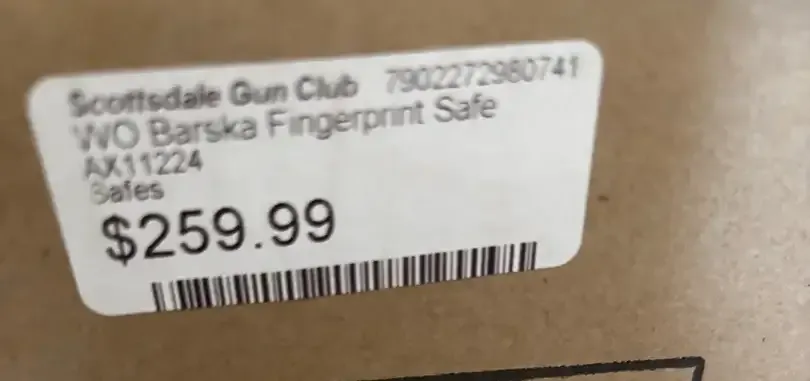 Scottsdale Gun Club 7902272980741
WO Barska Fingerprint Safe
AX11224
Safes
$259.99